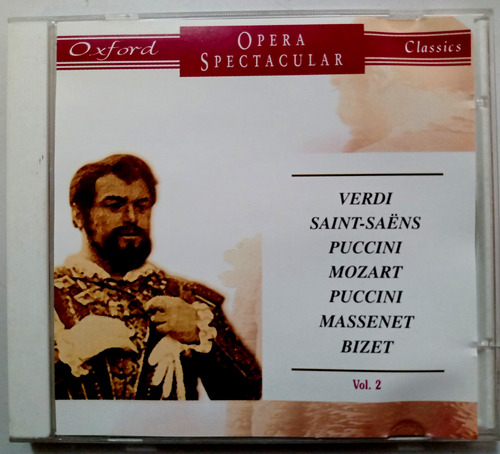 Oxford
OPERA
SPECTACULAR
Classics
VERDI
SAINT-SAËNS
PUCCINI
MOZART
PUCCINI
MASSENET
BIZET
Vol. 2